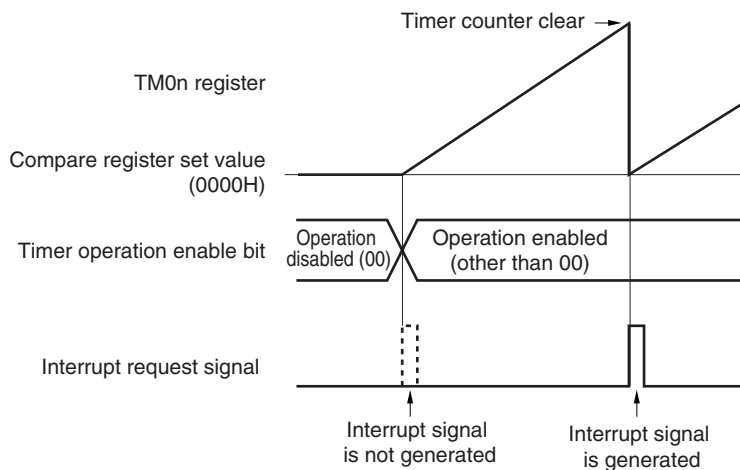 Timer counter clear
TM0n register
Compare register set value
(0000H)
Timer operation enable bit
Operation
disabled (00)
Operation enabled
(other than 00)
Interrupt request signal
Interrupt signal
is not generated
Interrupt signal
is generated